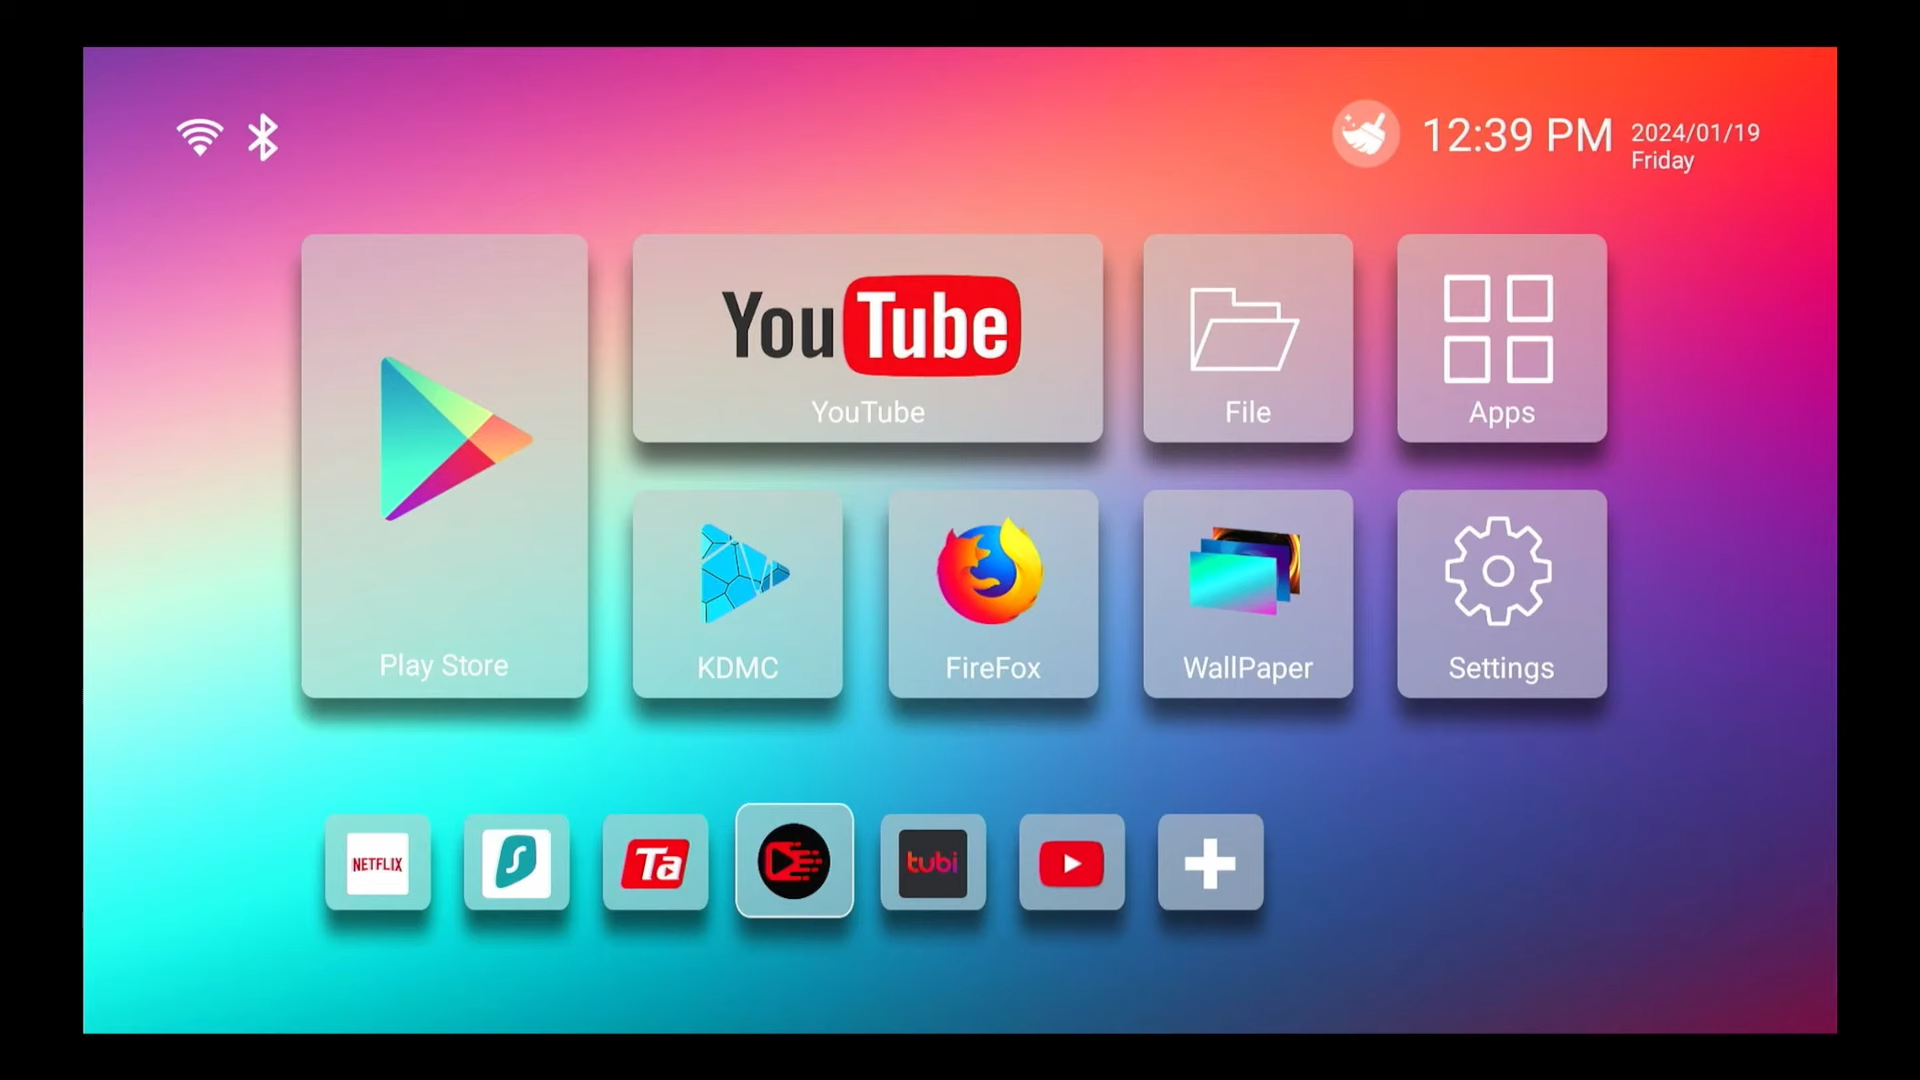 12:39 PM
2024/01/19
Friday
YouTube
YouTube
File
Apps
Play Store
KDMC
FireFox
WallPaper
Settings
NETFLIX
Ta
tubi